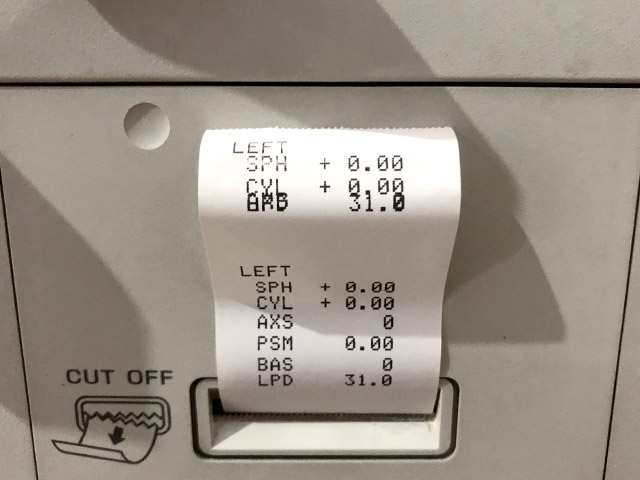 LEFT
SPH + 0.00
CYL + 0.00
31.0
LEFT
SPH + 0.00
CYL + 0.00
AXS 0
PSM 0.00
BAS 0
LPD 31.0
CUT OFF